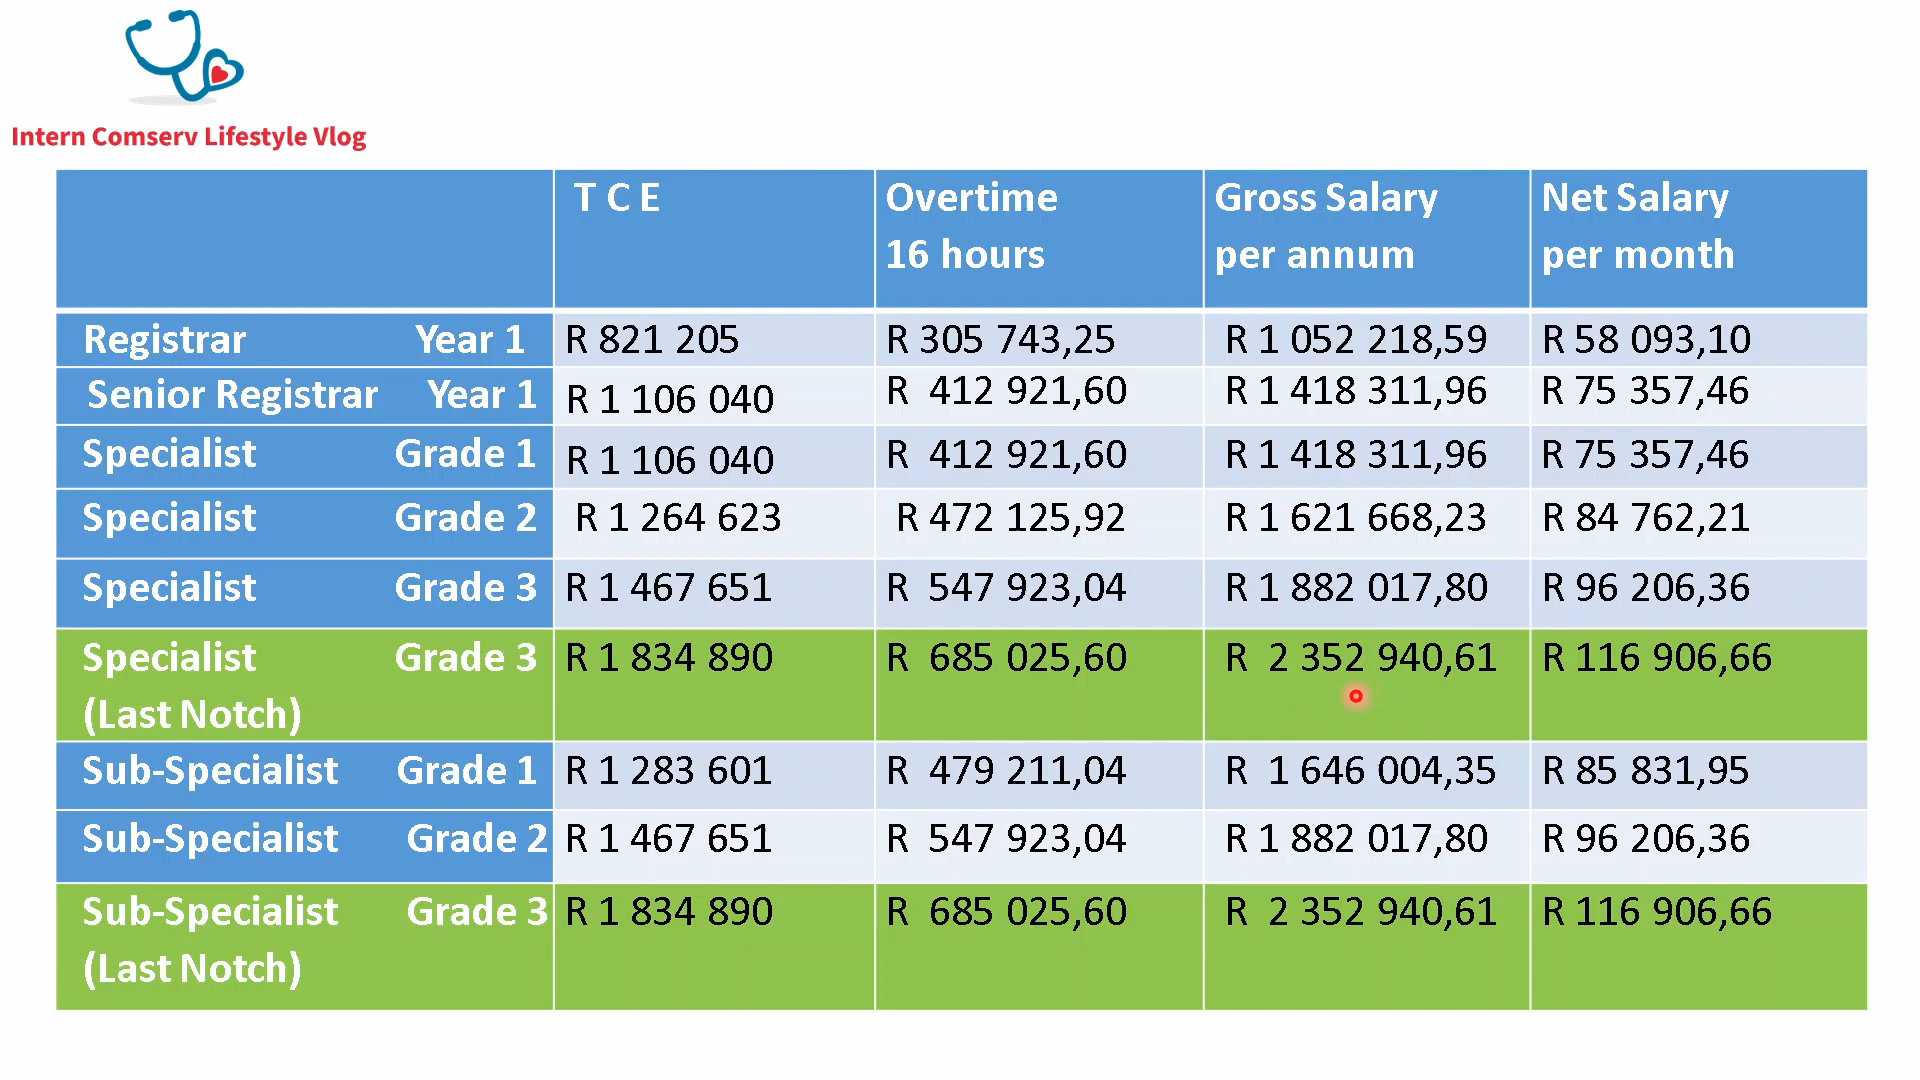 Intern Comserv Lifestyle Vlog
T C E Overtime Gross Salary Net Salary
16 hours per annum per month
Registrar Year 1 R 821 205 R 305 743,25 R 1 052 218,59 R 58 093,10
Senior Registrar Year 1 R 1 106 040 R 412 921,60 R 1 418 311,96 R 75 357,46
Specialist Grade 1 R 1 106 040 R 412 921,60 R 1 418 311,96 R 75 357,46
Specialist Grade 2 R 1 264 623 R 472 125,92 R 1 621 668,23 R 84 762,21
Specialist Grade 3 R 1 467 651 R 547 923,04 R 1 882 017,80 R 96 206,36
Specialist Grade 3 R 1 834 890 R 685 025,60 R 2 352 940,61 R 116 906,66
(Last Notch)
Sub-Specialist Grade 1 R 1 283 601 R 479 211,04 R 1 646 004,35 R 85 831,95
Sub-Specialist Grade 2 R 1 467 651 R 547 923,04 R 1 882 017,80 R 96 206,36
Sub-Specialist Grade 3 R 1 834 890 R 685 025,60 R 2 352 940,61 R 116 906,66
(Last Notch)